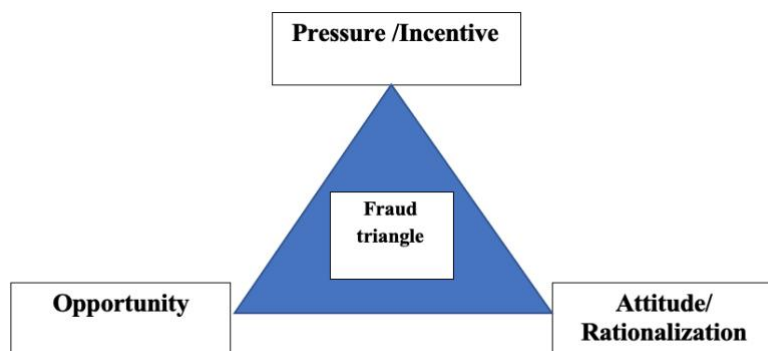 Pressure /Incentive
Fraud
triangle
Opportunity
Attitude/
Rationalization